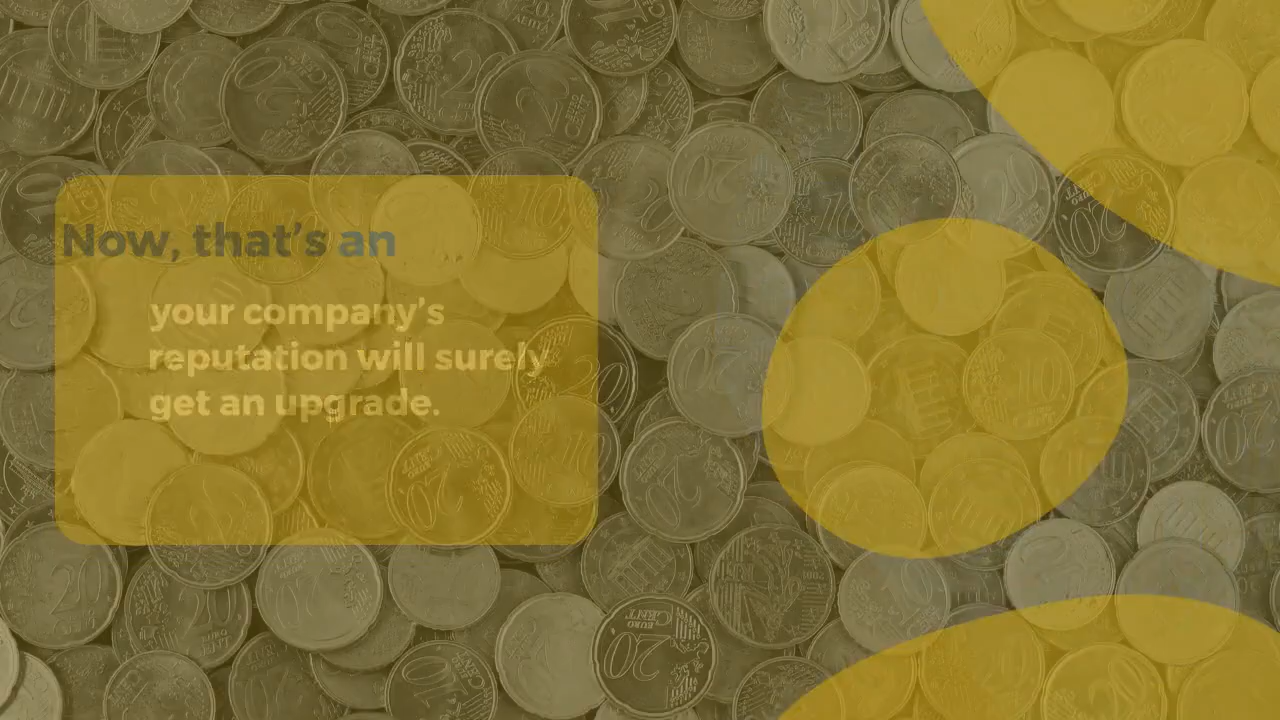 Now, that's an
your company's
reputation will surely
get an upgrade.